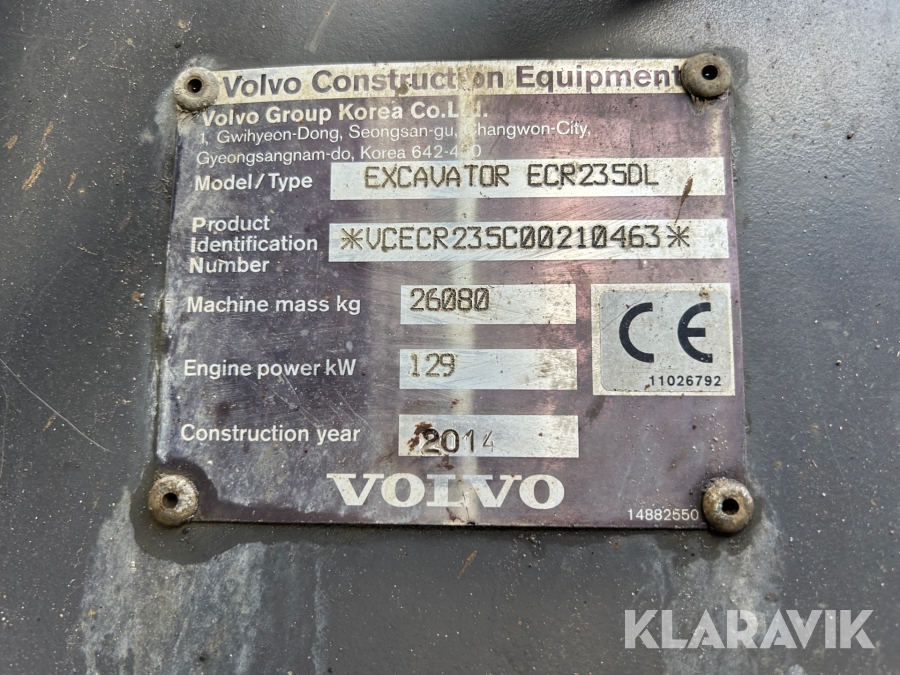 Volvo Construction Equipment
Volvo Group Korea Co.Ltd.
1, Gwihyeon-Dong, Seongsan-gu, Changwon-City,
Gyeongsangnam-do, Korea
Model/Type EXCAVATOR ECR235DL
Product
Identification
Number
*VCECR235C00210463*
Machine mass kg 26080
Engine power kW 129
CE
11026792
Construction year 2014
VOLVO
14882550
KLARAVIK